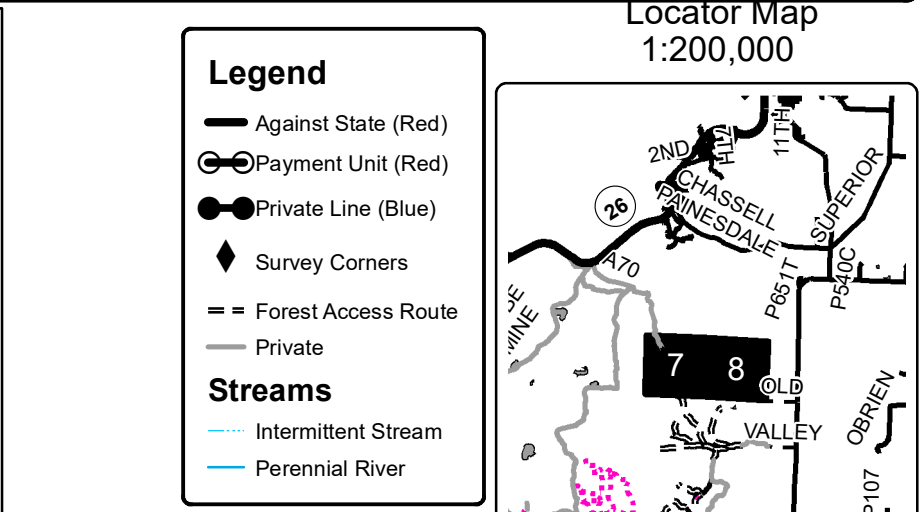 Locator Map
1:200,000
Legend
Against State (Red)
Payment Unit (Red)
Private Line (Blue)
Survey Corners
Forest Access Route
Private
Streams
Intermittent Stream
Perennial River
2ND
7TH
11TH
CHASSELL
PAINESDALE
SUPERIOR
26
A70
P651T
P540C
MINE
7
8
OLD
VALLEY
OBRIEN
P107